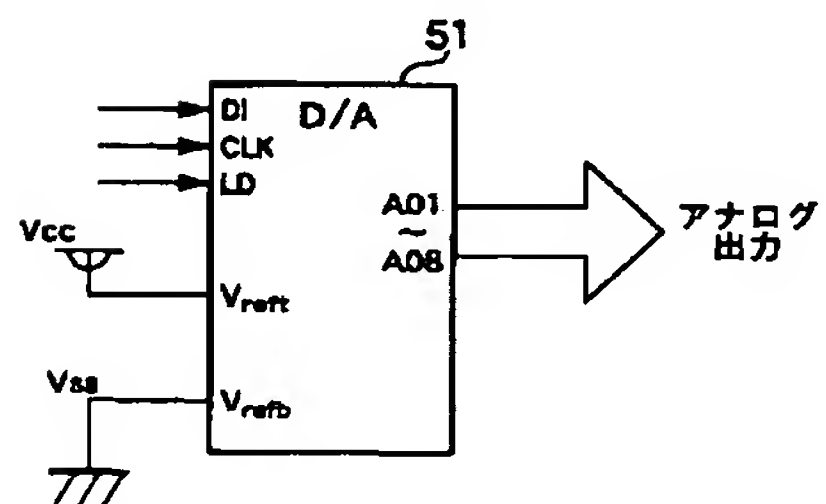 51
DI
D/A
CLK
LD
A01
~
A08
アナログ
出力
Vcc
Vreft
Vss
Vrefb